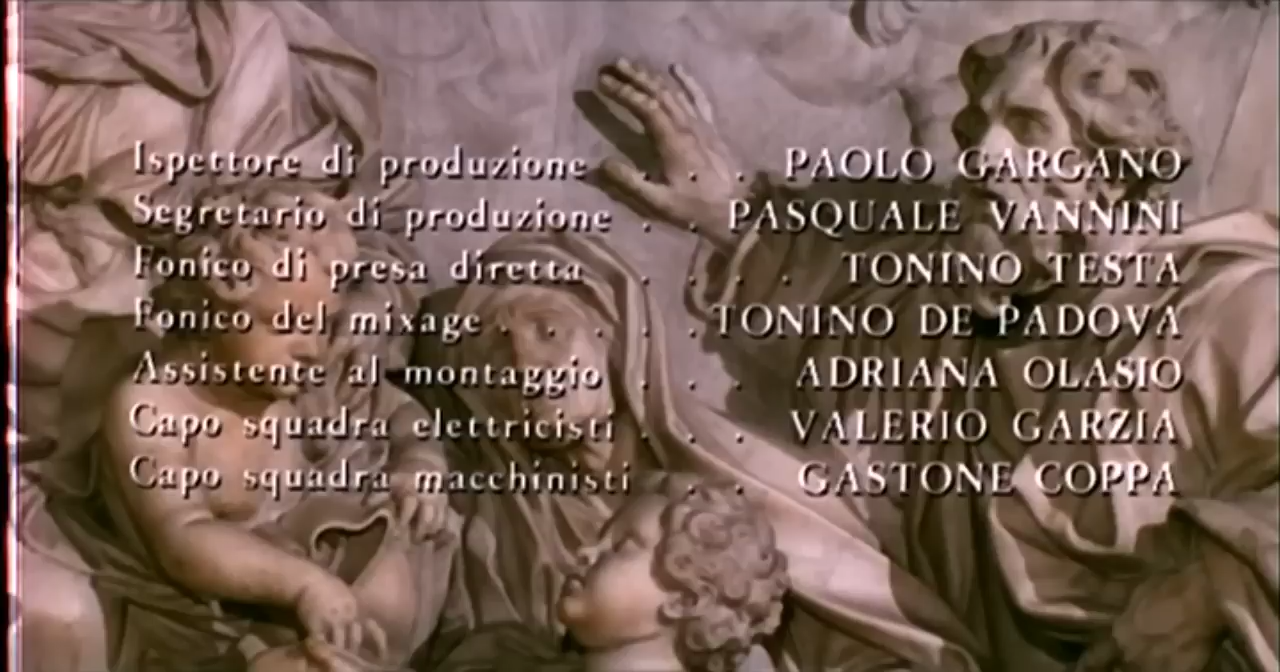 Ispettore di produzione . . . PAOLO GARGANO
Segretario di produzione . . PASQUALE VANNINI
Fonico di presa diretta . . . . TONINO TESTA
Fonico del mixage . . . . . TONINO DE PADOVA
Assistente al montaggio . . . ADRIANA OLASIO
Capo squadra elettricisti . . . VALERIO GARZIA
Capo squadra macchinisti . . GASTONE COPPA